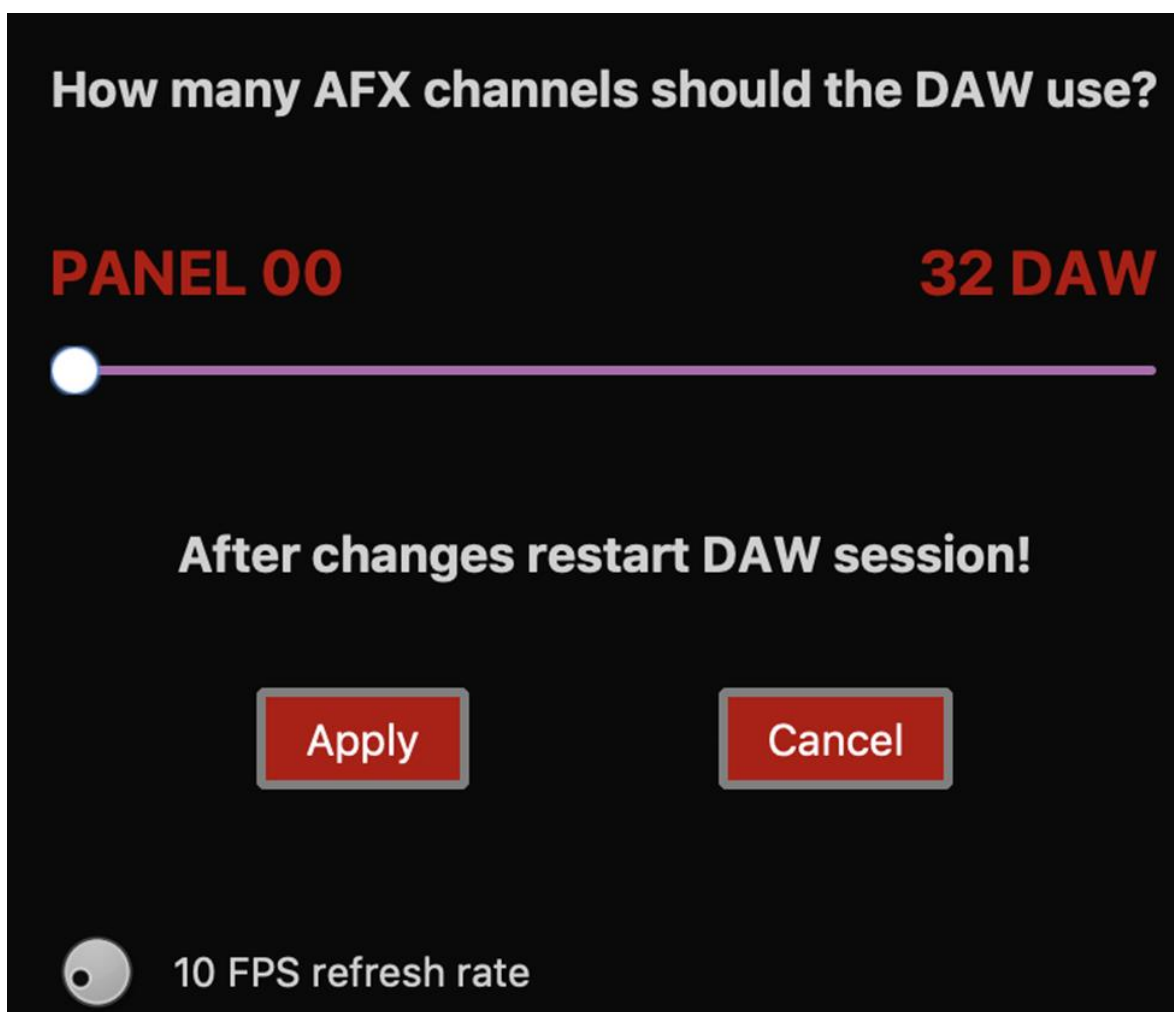 How many AFX channels should the DAW use?
PANEL 00 32 DAW
After changes restart DAW session!
Apply Cancel
10 FPS refresh rate